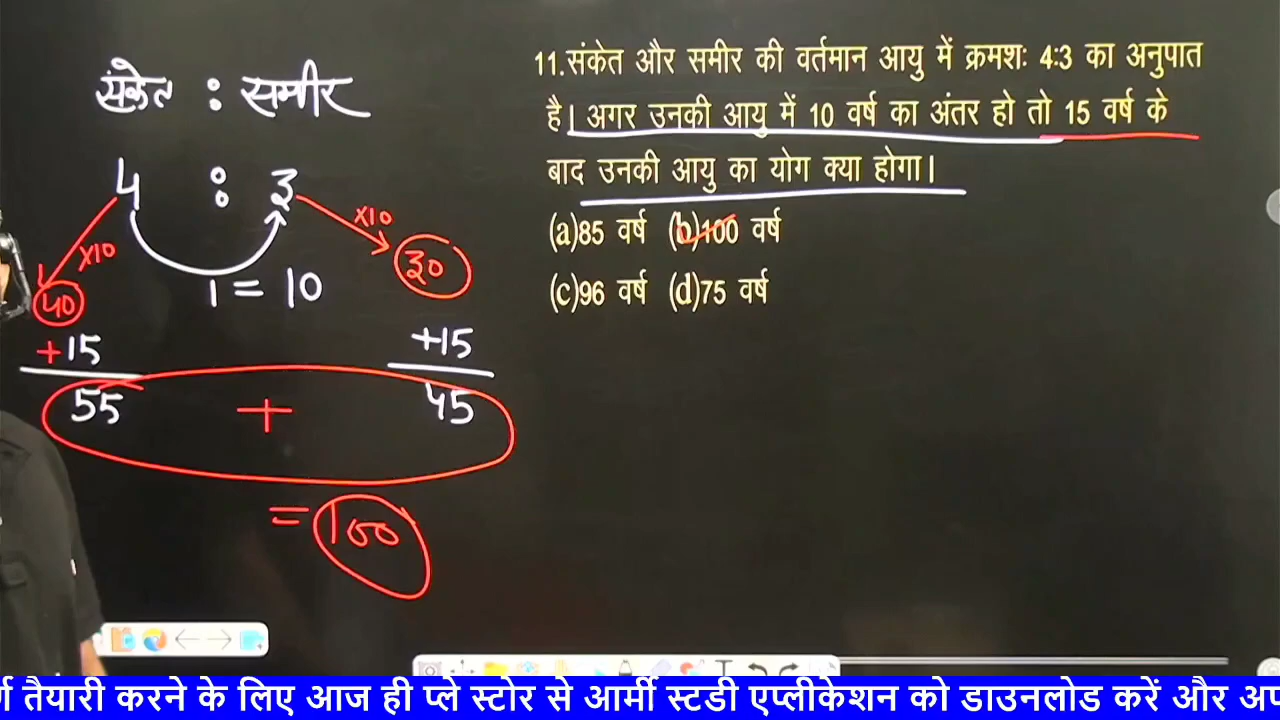 संकेत : समीर
4 : 3
×10
×10
40
30
1 = 10
+15
+15
55 + 45
= 100
11.संकेत और समीर की वर्तमान आयु में क्रमशः 4:3 का अनुपात
है। अगर उनकी आयु में 10 वर्ष का अंतर हो तो 15 वर्ष के
बाद उनकी आयु का योग क्या होगा।
(a)85 वर्ष (b)100 वर्ष
(c)96 वर्ष (d)75 वर्ष
तैयारी करने के लिए आज ही प्ले स्टोर से आर्मी स्टडी एप्लीकेशन को डाउनलोड करें और